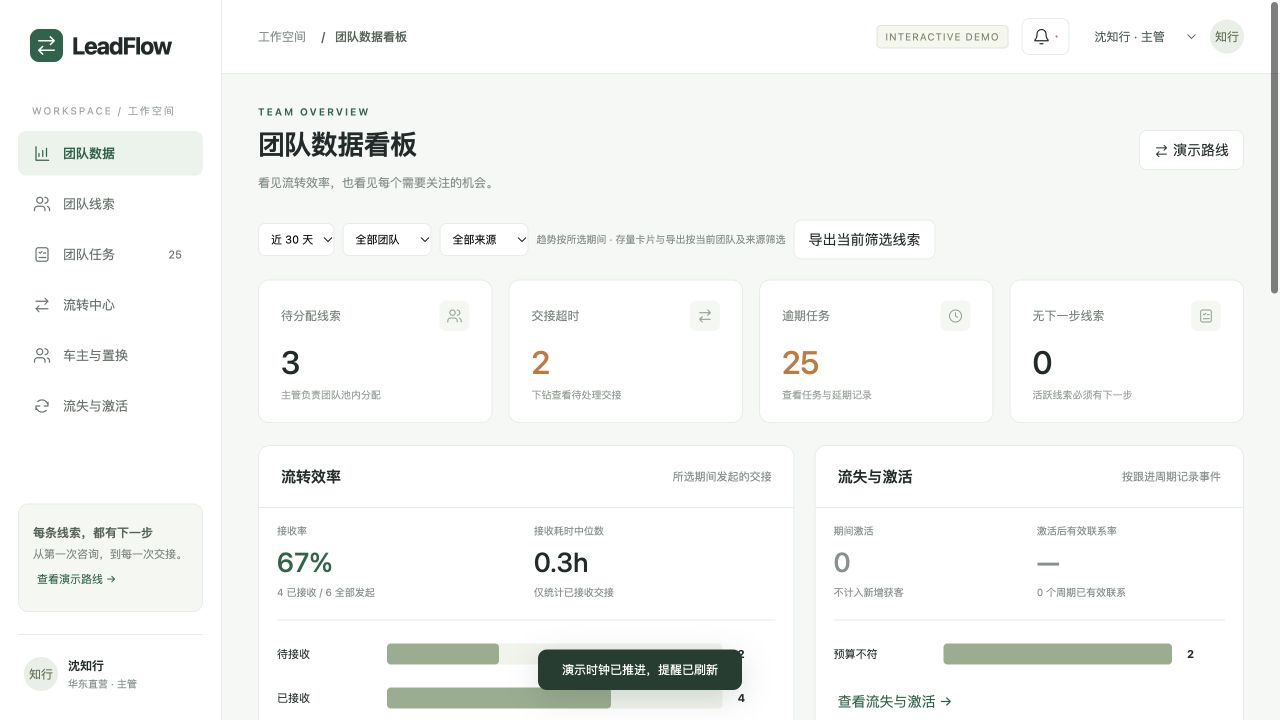 LeadFlow
WORKSPACE / 工作空间
团队数据
团队线索
团队任务 25
流转中心
车主与置换
流失与激活
每条线索，都有下一步
从第一次咨询，到每一次交接。
查看演示路线 →
知行
沈知行
华东直营 · 主管
工作空间 / 团队数据看板
INTERACTIVE DEMO
沈知行 · 主管
知行
TEAM OVERVIEW
团队数据看板
看见流转效率，也看见每个需要关注的机会。
演示路线
近 30 天
全部团队
全部来源
趋势按所选期间 · 存量卡片与导出按当前团队及来源筛选
导出当前筛选线索
待分配线索
3
主管负责团队池内分配
交接超时
2
下钻查看待处理交接
逾期任务
25
查看任务与延期记录
无下一步线索
0
活跃线索必须有下一步
流转效率
所选期间发起的交接
接收率
67%
4 已接收 / 6 全部发起
接收耗时中位数
0.3h
仅统计已接收交接
待接收 2
已接收 4
流失与激活
按跟进周期记录事件
期间激活
0
不计入新增获客
激活后有效联系率
—
0 个周期已有效联系
预算不符 2
查看流失与激活 →
演示时钟已推进，提醒已刷新